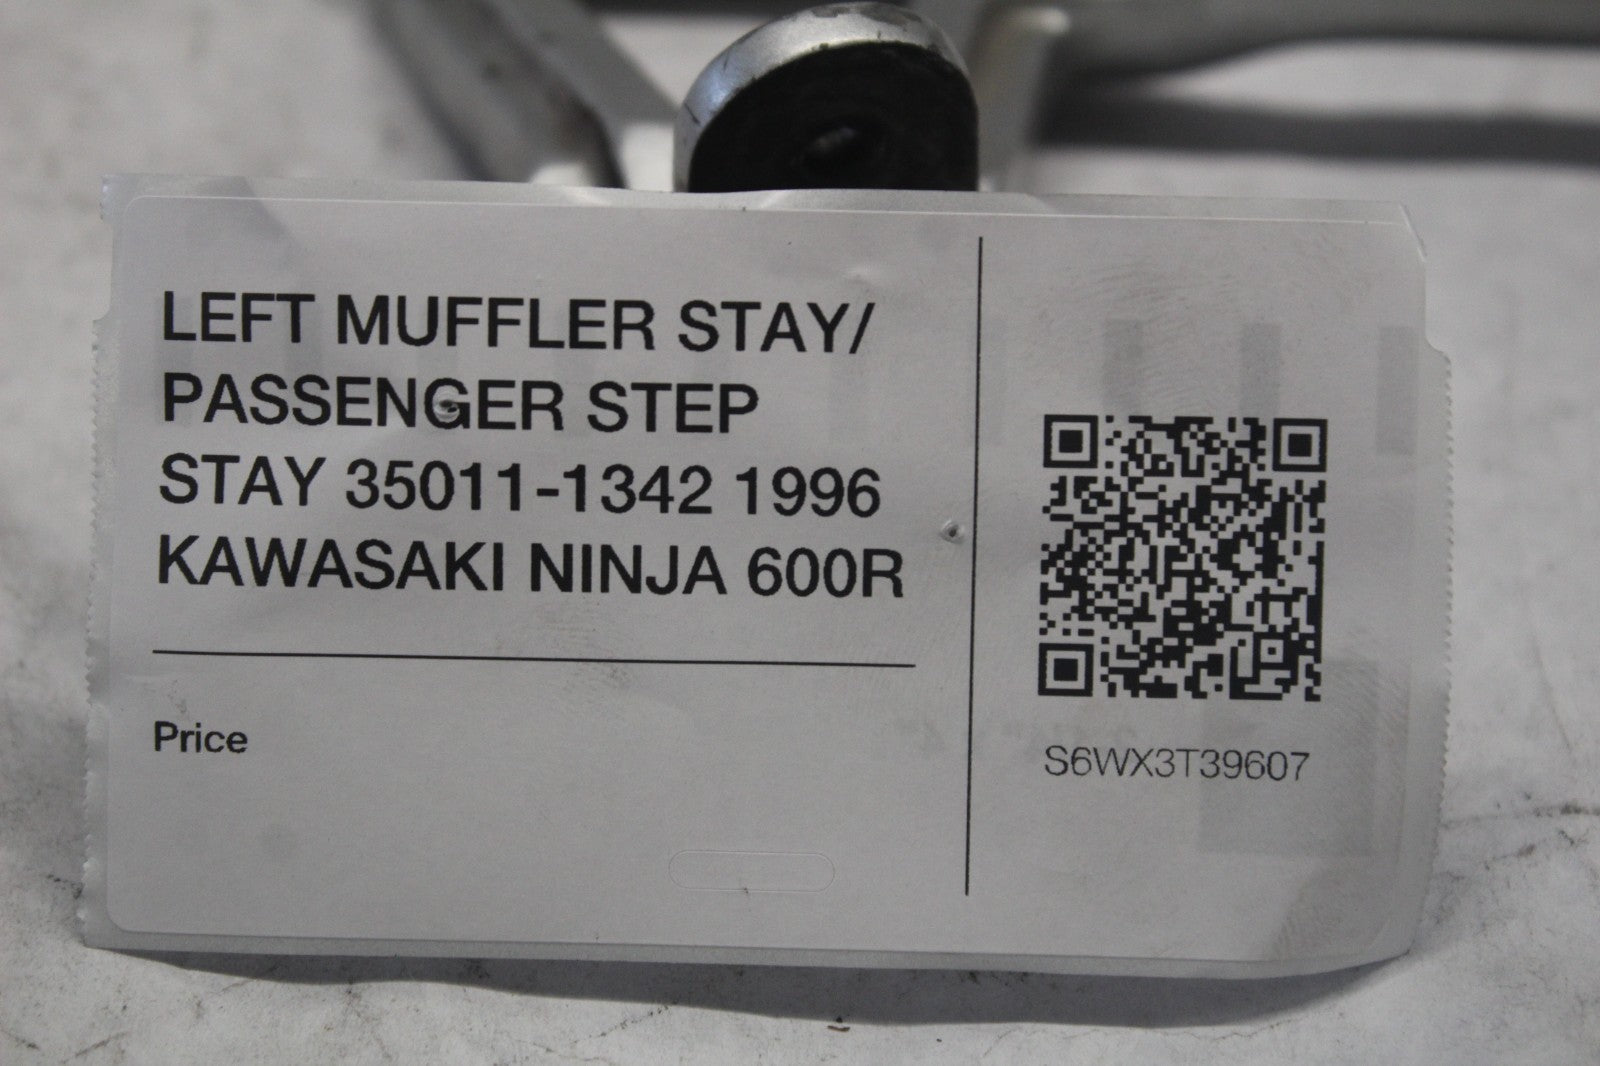 LEFT MUFFLER STAY/
PASSENGER STEP
STAY 35011-1342 1996
KAWASAKI NINJA 600R
Price
S6WX3T39607